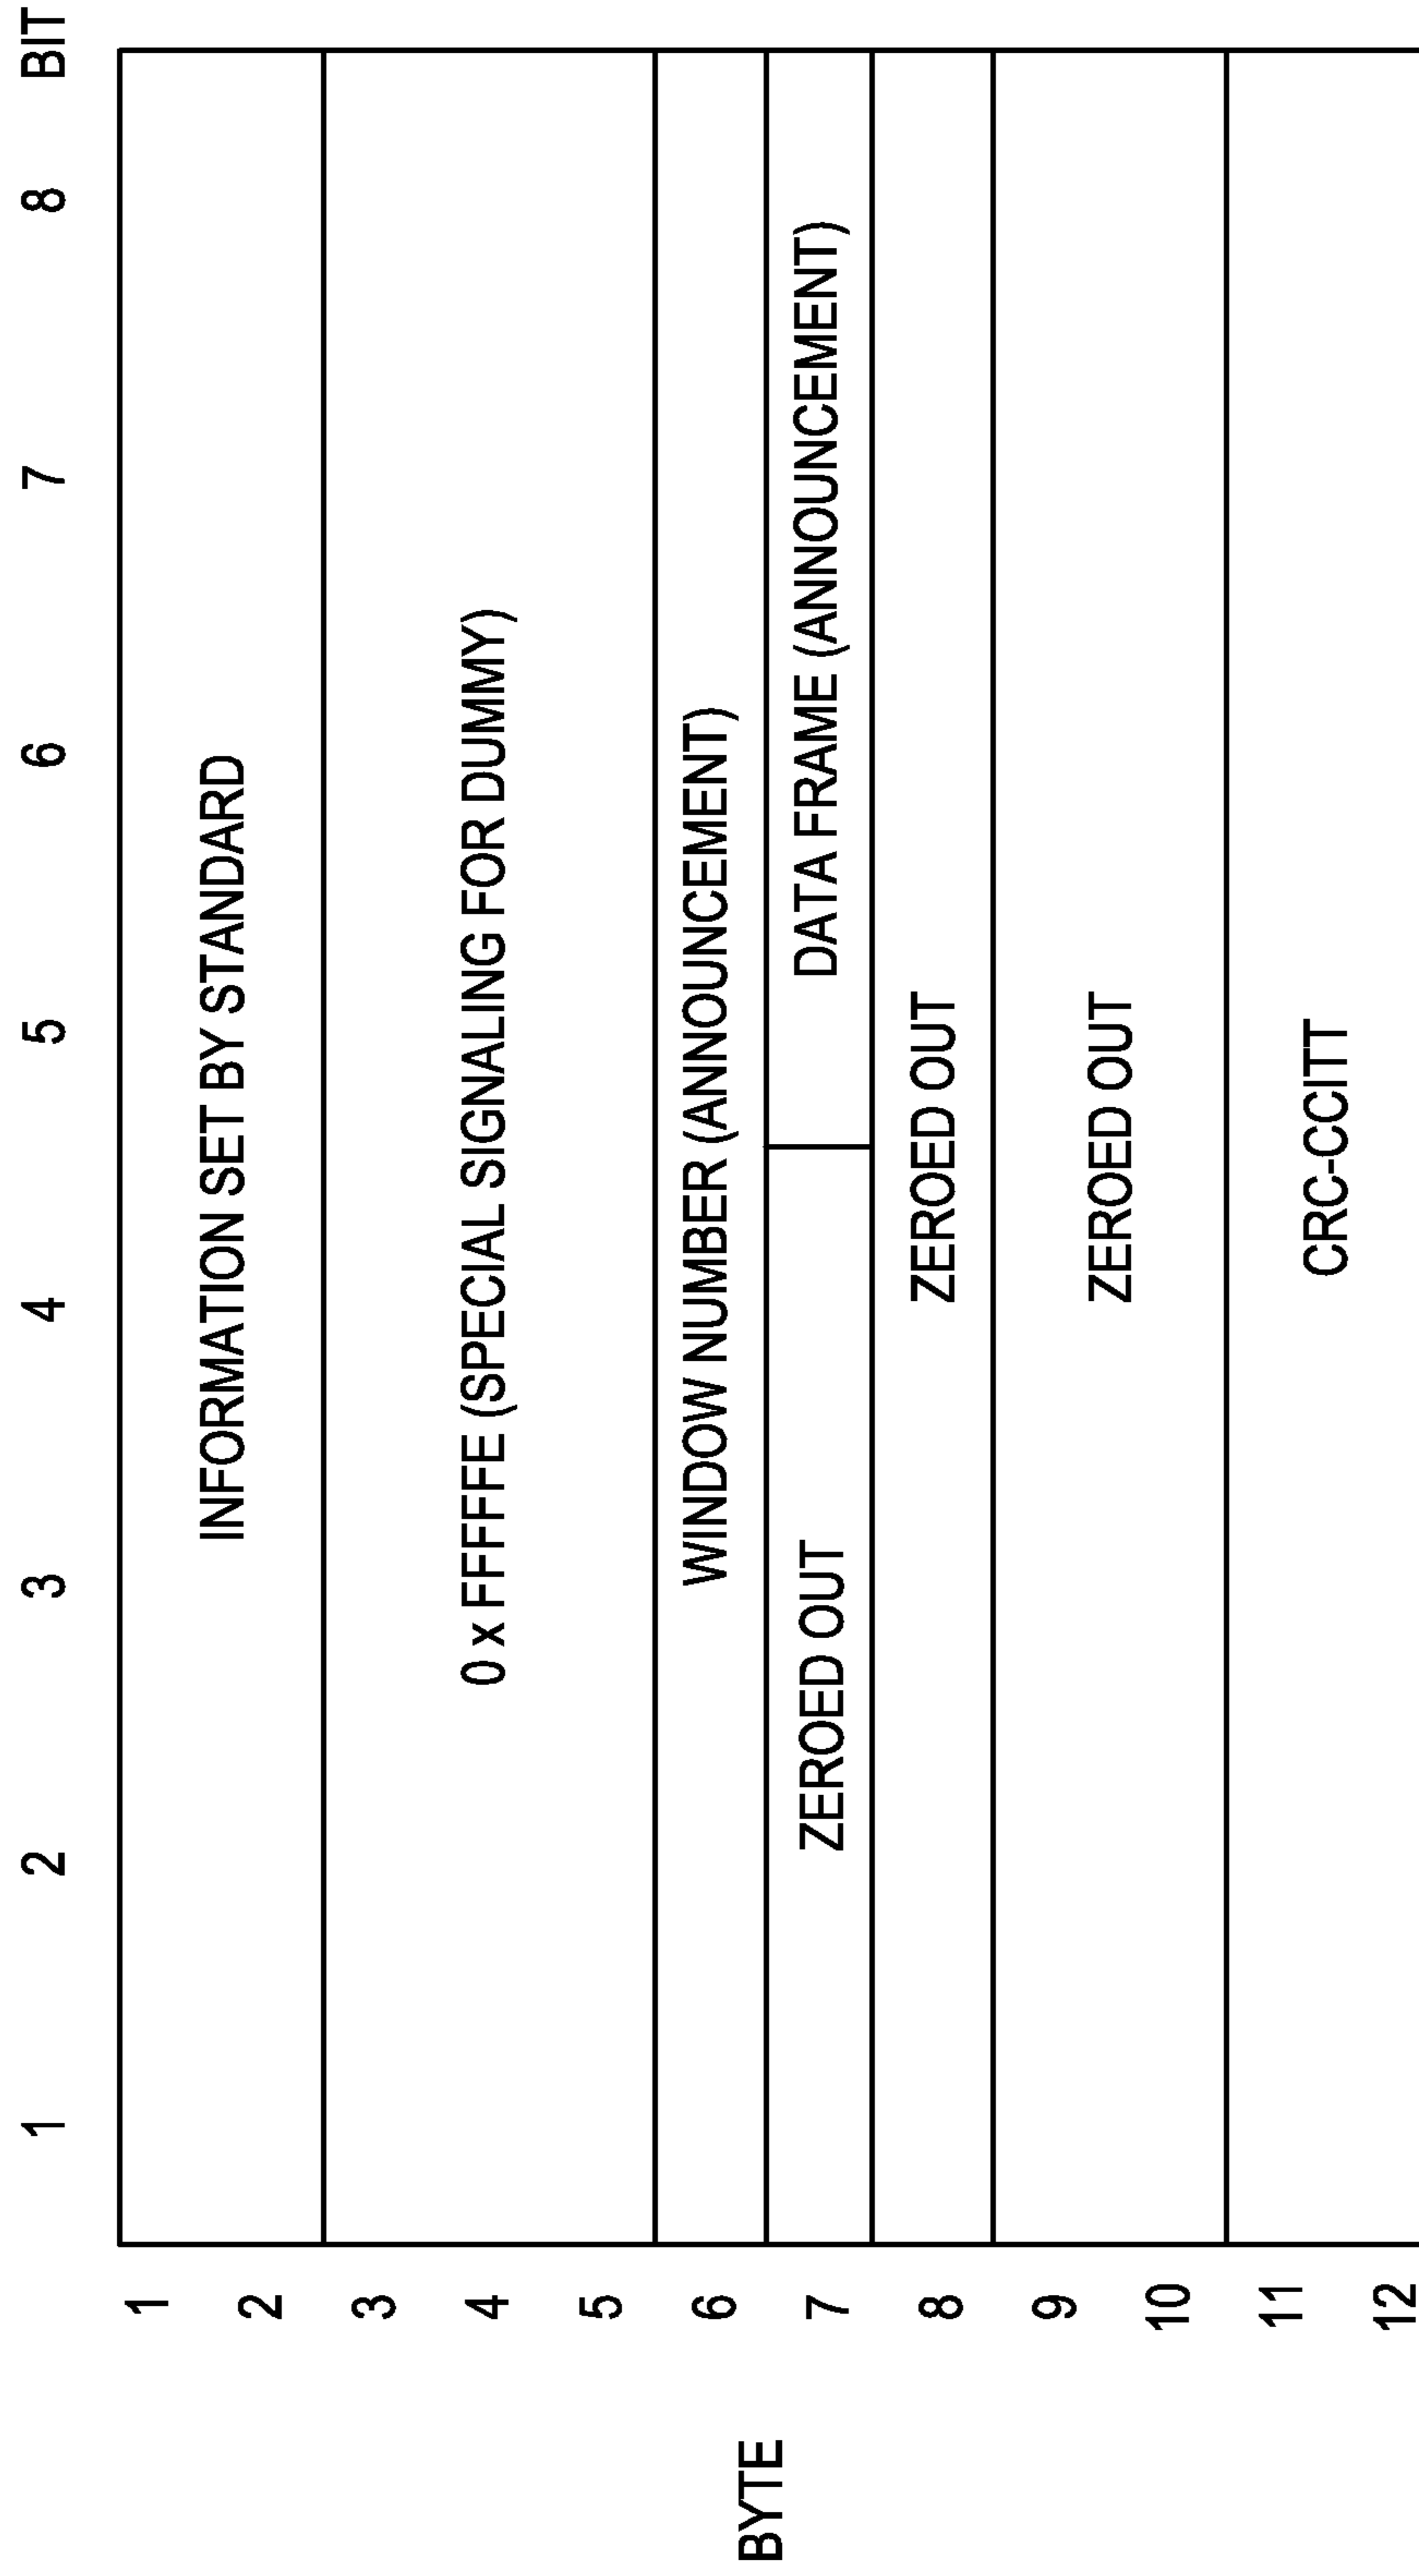 1 2 3 4 5 6 7 8 BIT
BYTE
1
INFORMATION SET BY STANDARD
2
3
4
0 x FFFFFE (SPECIAL SIGNALING FOR DUMMY)
5
6
WINDOW NUMBER (ANNOUNCEMENT)
7
ZEROED OUT
DATA FRAME (ANNOUNCEMENT)
8
ZEROED OUT
9
ZEROED OUT
10
11
CRC-CCITT
12